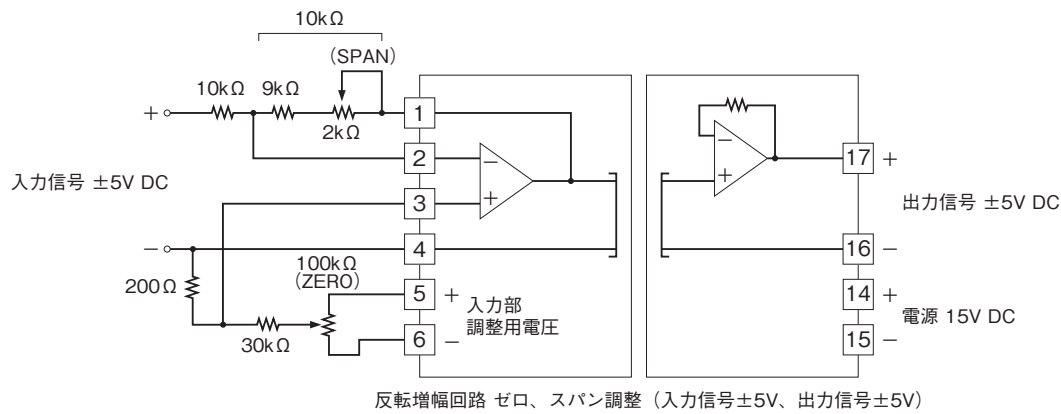 10kΩ
(SPAN)
10kΩ
9kΩ
2kΩ
+
入力信号 ±5V DC
−
200Ω
30kΩ
100kΩ
(ZERO)
1
2
3
4
5
6
−
+
+
入力部
調整用電圧
−
−
+
17
+
出力信号 ±5V DC
16
−
14
+
電源 15V DC
15
−
反転増幅回路 ゼロ、スパン調整（入力信号±5V、出力信号±5V）